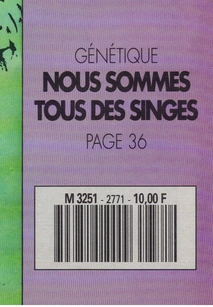 GÉNÉTIQUE
NOUS SOMMES
TOUS DES SINGES
PAGE 36
M 3251 - 2771 - 10,00 F